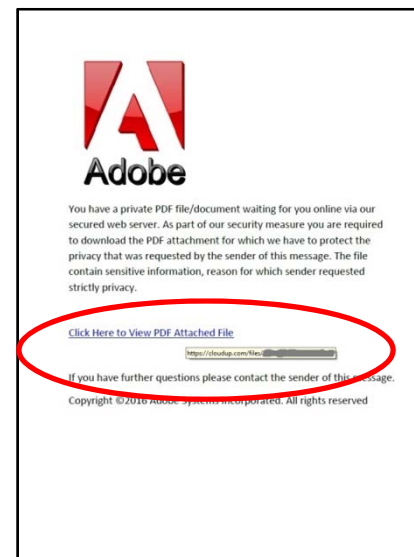 Adobe
You have a private PDF file/document waiting for you online via our
secured web server. As part of our security measure you are required
to download the PDF attachment for which we have to protect the
privacy that was requested by the sender of this message. The file
contain sensitive information, reason for which sender requested
strictly privacy.
Click Here to View PDF Attached File
https://cloudup.com/files/
If you have further questions please contact the sender of this message.
Copyright ©2016 Adobe Systems Incorporated. All rights reserved